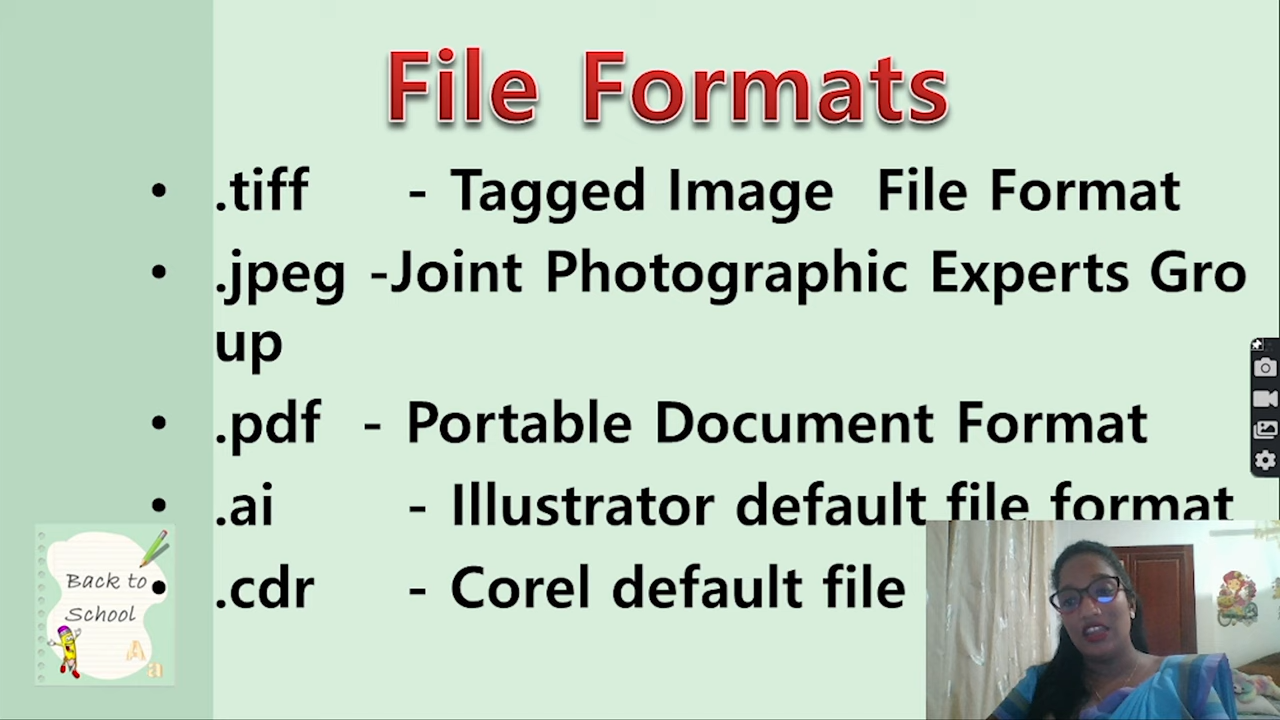 File Formats
• .tiff - Tagged Image File Format
• .jpeg -Joint Photographic Experts Gro
up
• .pdf - Portable Document Format
• .ai - Illustrator default file format
• .cdr - Corel default file
Back to
School
A
a